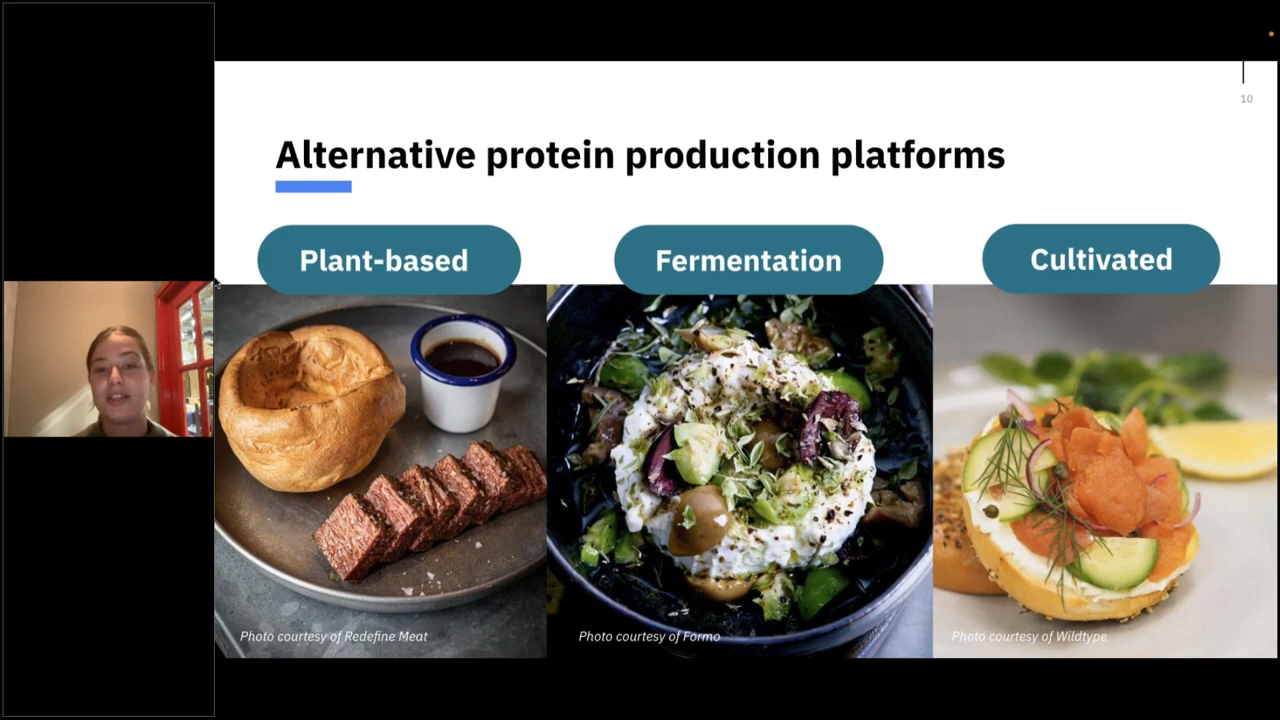 10
Alternative protein production platforms
Plant-based
Fermentation
Cultivated
Photo courtesy of Redefine Meat
Photo courtesy of Formo
Photo courtesy of Wildtype